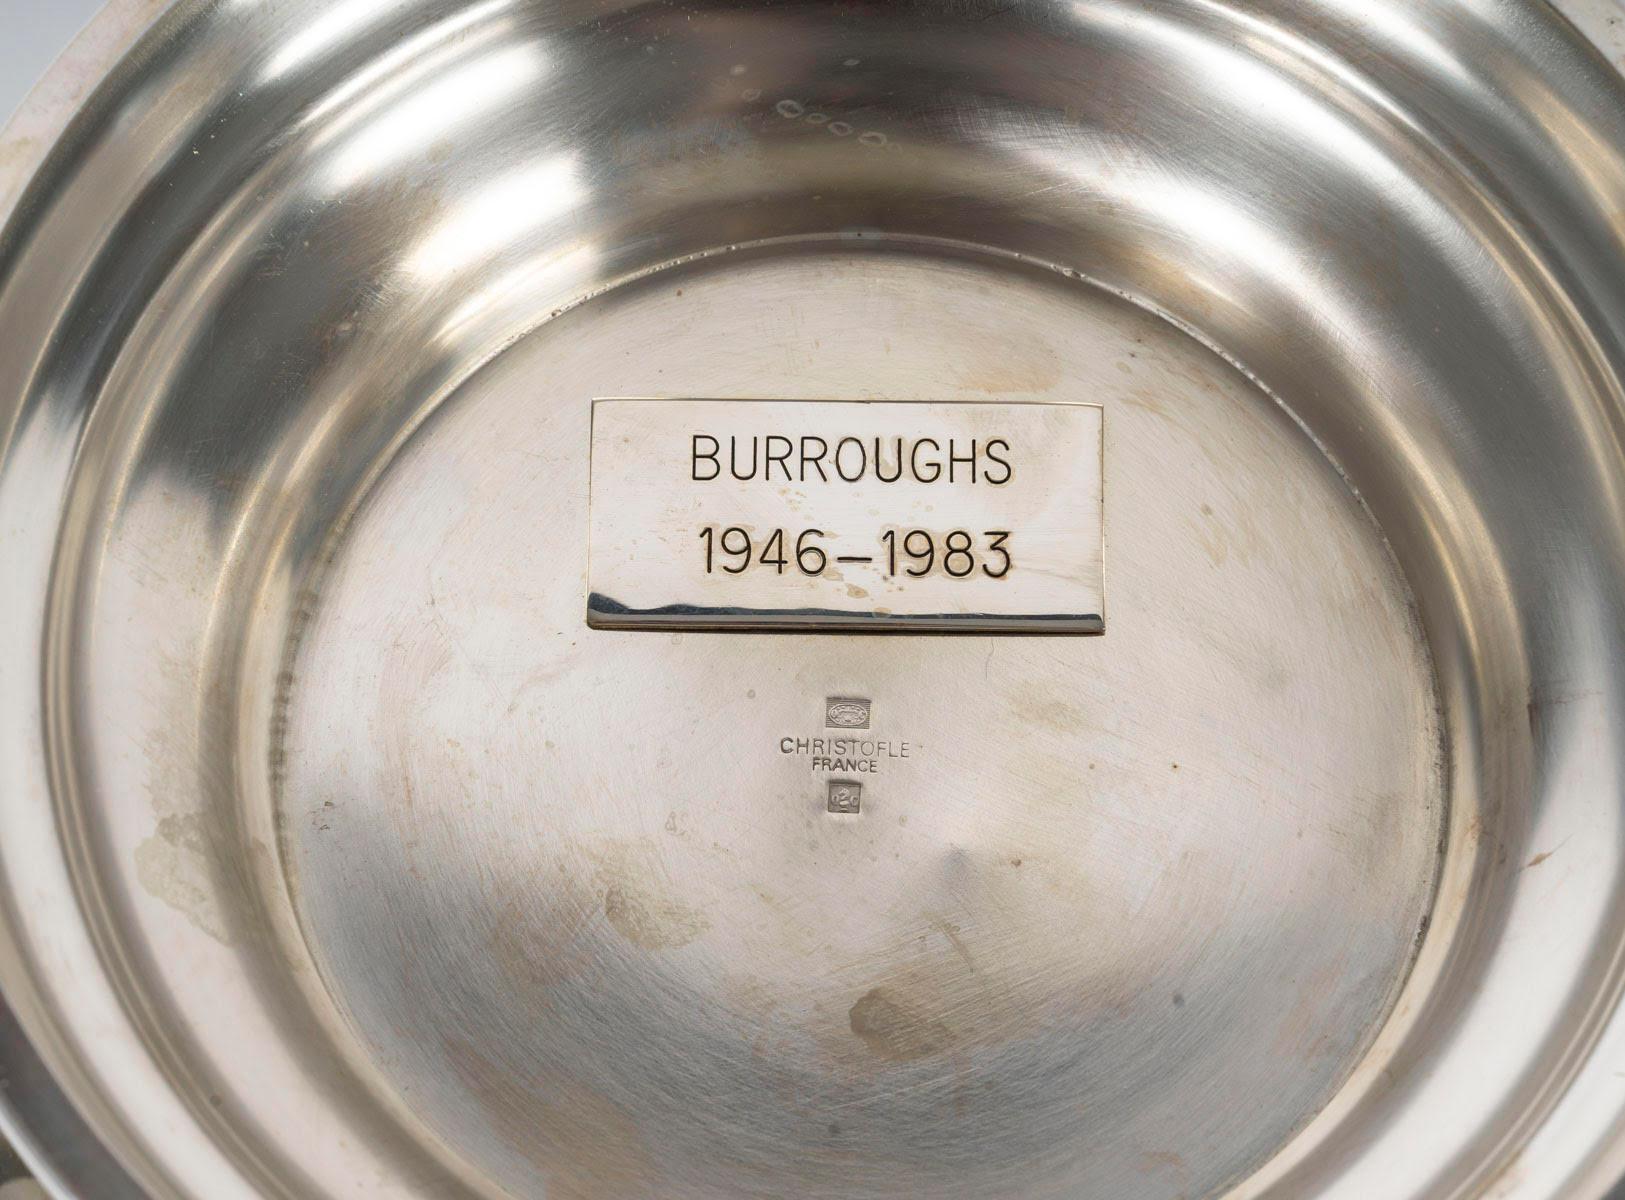 BURROUGHS
1946–1983
CHRISTOFLE
FRANCE